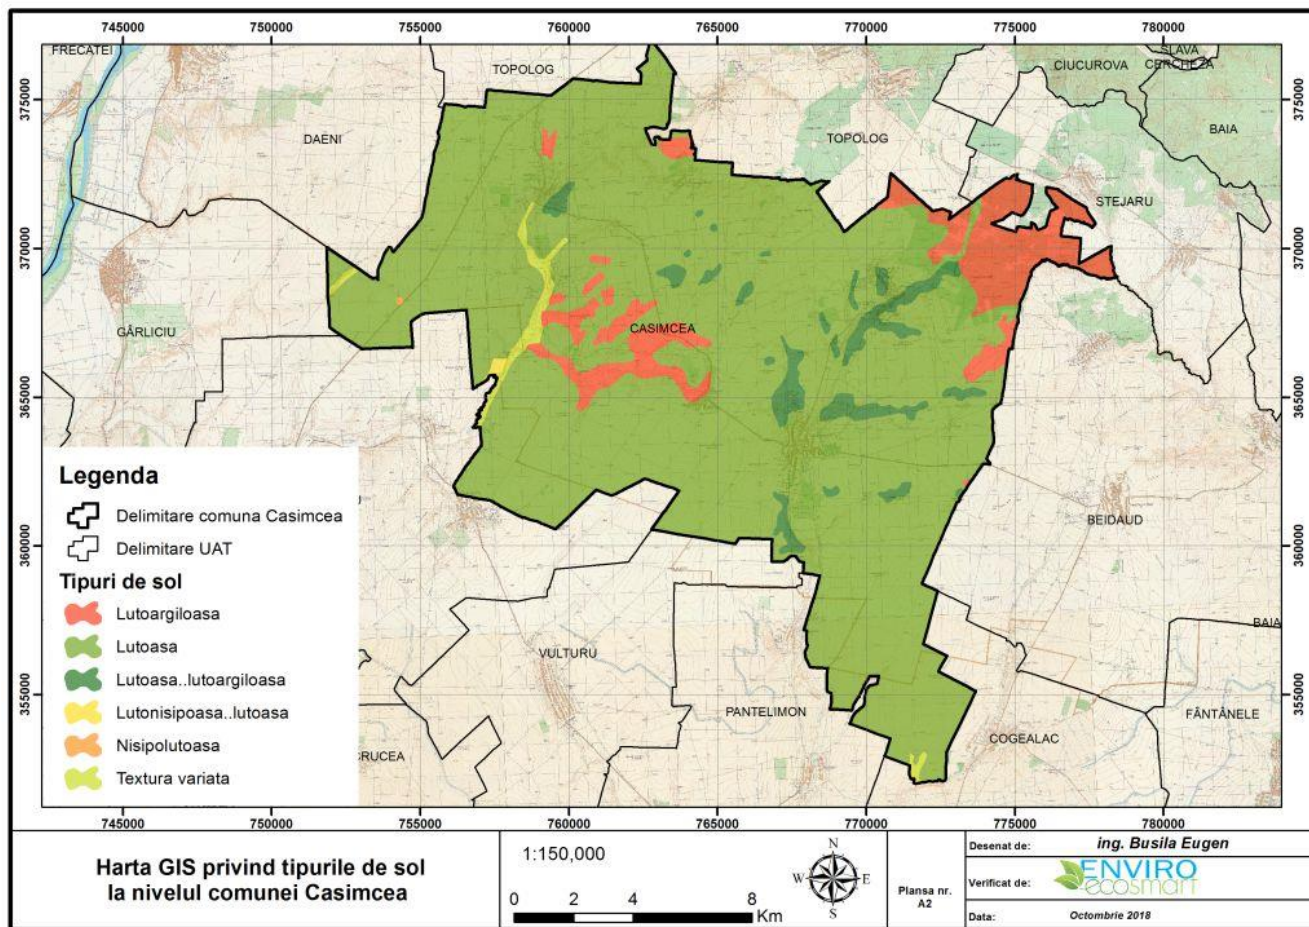 745000 750000 755000 760000 765000 770000 775000 780000
FRECATEI
TOPOLOG
SLAVA
CERCHEZA
CIUCUROVA
375000 375000
DAENI
TOPOLOG
BAIA
STEJARU
370000 370000
GÂRLICIU
CASIMCEA
365000 365000
Legenda
Delimitare comuna Casimcea
Delimitare UAT
Tipuri de sol
Lutoargiloasa
Lutoasa
Lutoasa..lutoargiloasa
Lutonisipoasa..lutoasa
Nisipolutoasa
Textura variata
BEIDAUD
360000 360000
BAIA
VULTURU
355000 355000
PANTELIMON
FÂNTÂNELE
COGEALAC
CRUCEA
745000 750000 755000 760000 765000 770000 775000 780000
Harta GIS privind tipurile de sol
la nivelul comunei Casimcea
1:150,000
0 2 4 8
Km
N
W E
S
Plansa nr.
A2
Desenat de: ing. Busila Eugen
Verificat de: ENVIRO
ecosmart
Data: Octombrie 2018